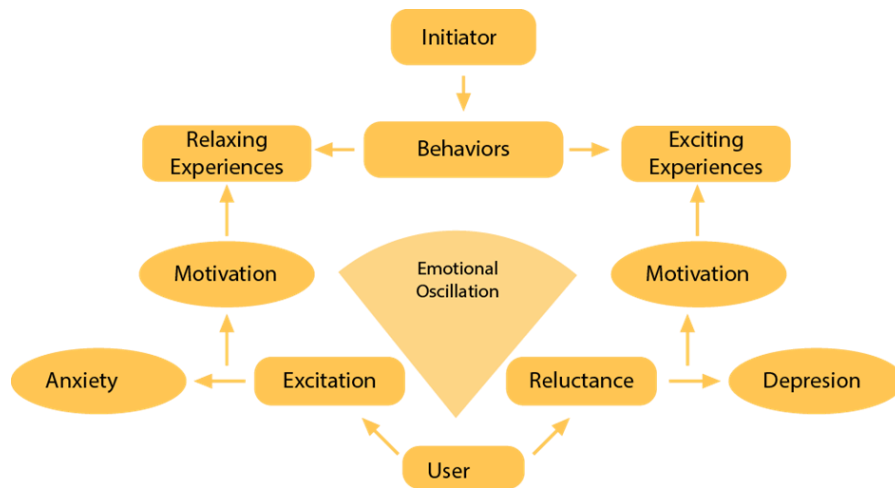 Initiator
Relaxing
Experiences
Behaviors
Exciting
Experiences
Motivation
Emotional
Oscillation
Motivation
Anxiety
Excitation
Reluctance
Depresion
User